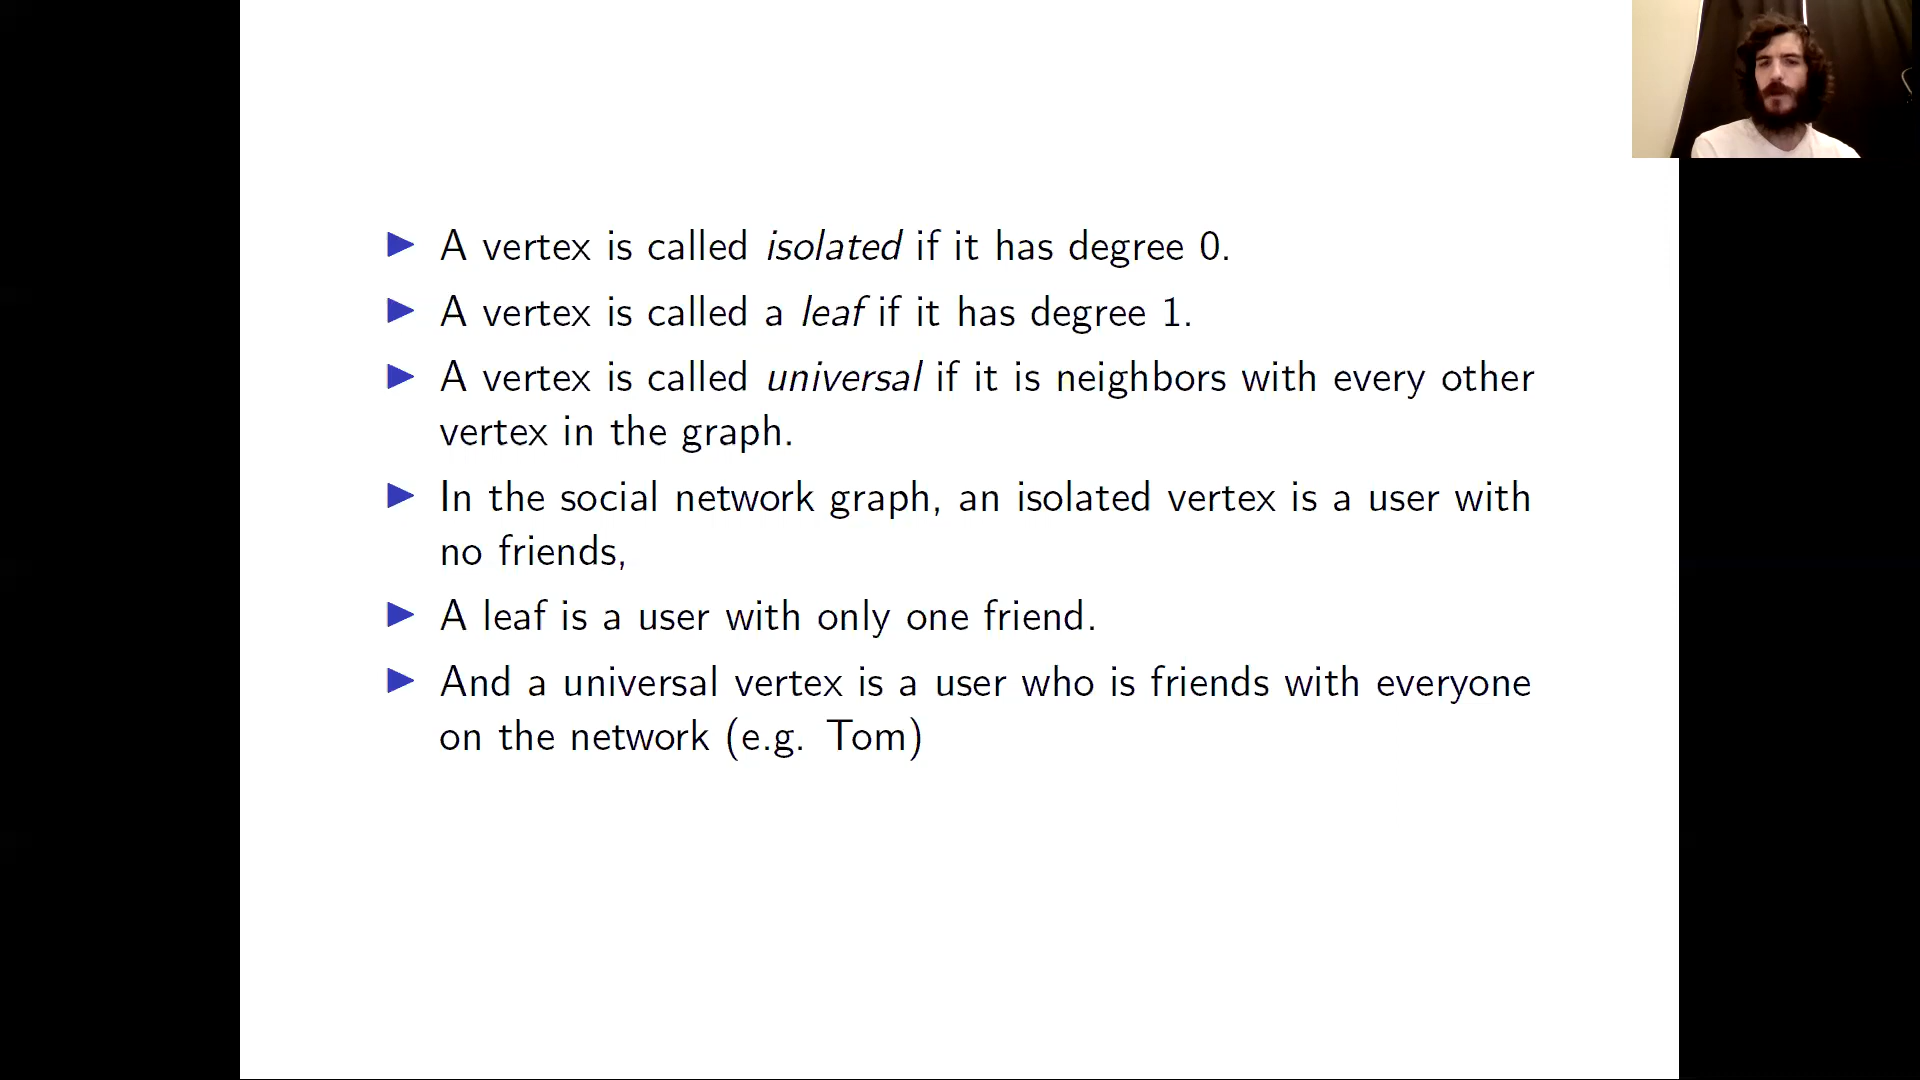 A vertex is called isolated if it has degree 0.
A vertex is called a leaf if it has degree 1.
A vertex is called universal if it is neighbors with every other
vertex in the graph.
In the social network graph, an isolated vertex is a user with
no friends,
A leaf is a user with only one friend.
And a universal vertex is a user who is friends with everyone
on the network (e.g. Tom)